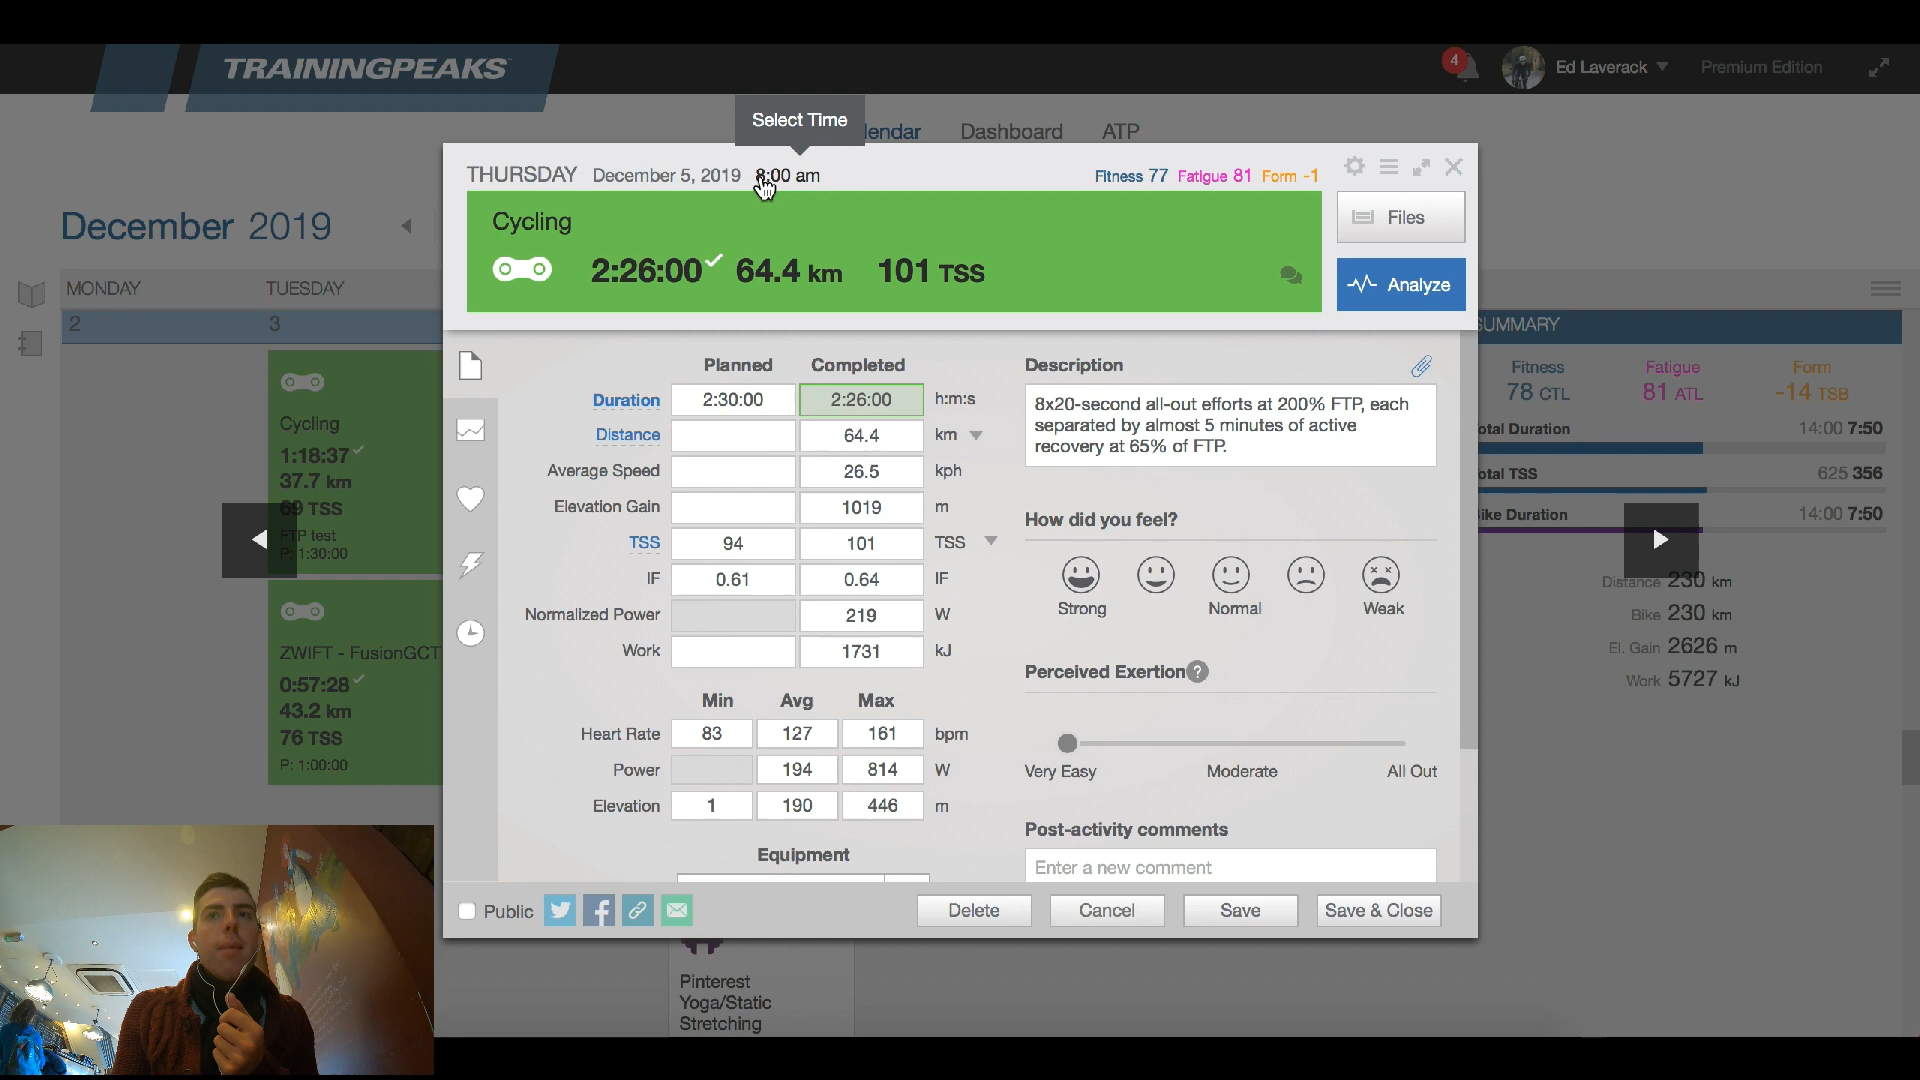 TRAININGPEAKS
4
Ed Laverack
Premium Edition
Select Time
lendar
Dashboard
ATP
THURSDAY December 5, 2019 8:00 am
Fitness 77 Fatigue 81 Form -1
Cycling
2:26:00 64.4 km 101 TSS
Files
Analyze
December 2019
MONDAY TUESDAY
2 3
Cycling
1:18:37
37.7 km
69 TSS
FTP test
P: 1:30:00
ZWIFT - FusionGCT
0:57:28
43.2 km
76 TSS
P: 1:00:00
Planned Completed
Duration 2:30:00 2:26:00 h:m:s
Distance 64.4 km
Average Speed 26.5 kph
Elevation Gain 1019 m
TSS 94 101 TSS
IF 0.61 0.64 IF
Normalized Power 219 W
Work 1731 kJ
Min Avg Max
Heart Rate 83 127 161 bpm
Power 194 814 W
Elevation 1 190 446 m
Equipment
Description
8x20-second all-out efforts at 200% FTP, each
separated by almost 5 minutes of active
recovery at 65% of FTP.
How did you feel?
Strong Normal Weak
Perceived Exertion ?
Very Easy Moderate All Out
Post-activity comments
Enter a new comment
Public
Delete Cancel Save Save & Close
SUMMARY
Fitness Fatigue Form
78 CTL 81 ATL -14 TSB
otal Duration 14:00 7:50
otal TSS 625 356
ike Duration 14:00 7:50
Distance 230 km
Bike 230 km
El. Gain 2626 m
Work 5727 kJ
Pinterest
Yoga/Static
Stretching